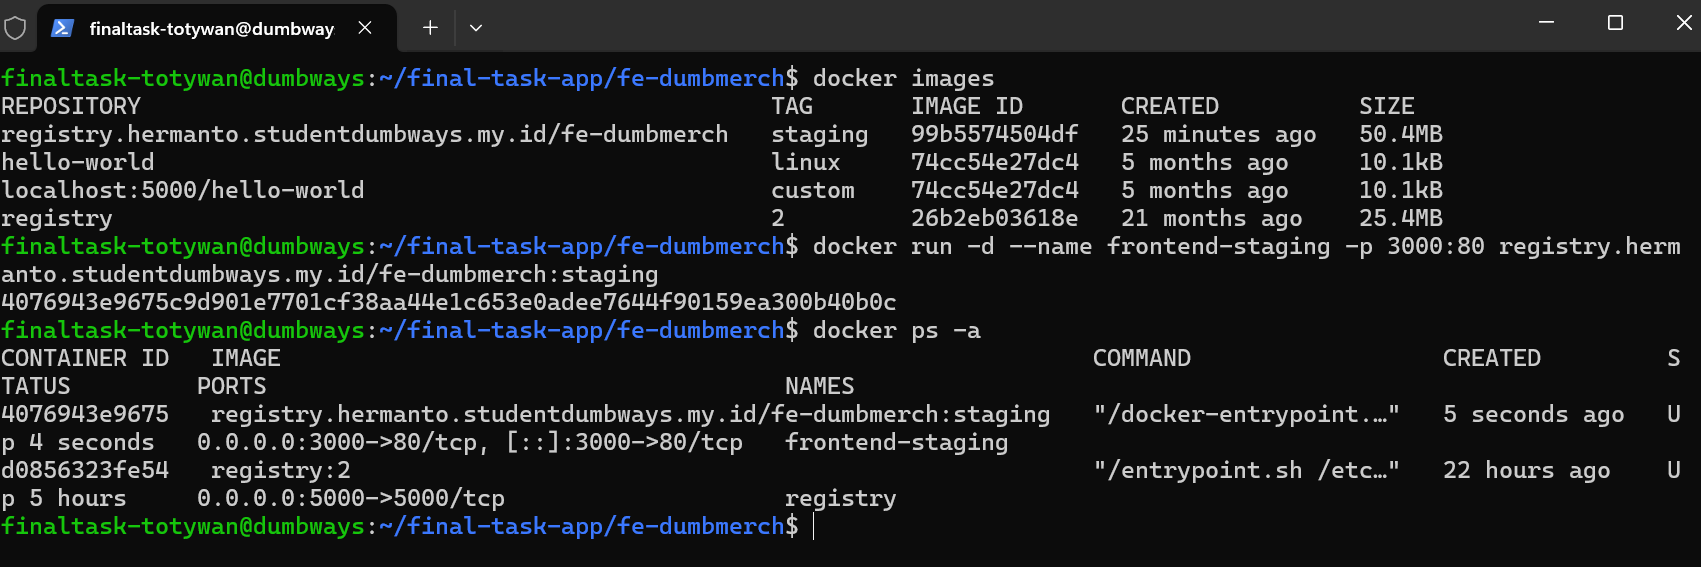 finaltask-totywan@dumbway
finaltask-totywan@dumbways:~/final-task-app/fe-dumbmerch$ docker images
REPOSITORY TAG IMAGE ID CREATED SIZE
registry.hermanto.studentdumbways.my.id/fe-dumbmerch staging 99b5574504df 25 minutes ago 50.4MB
hello-world linux 74cc54e27dc4 5 months ago 10.1kB
localhost:5000/hello-world custom 74cc54e27dc4 5 months ago 10.1kB
registry 2 26b2eb03618e 21 months ago 25.4MB
finaltask-totywan@dumbways:~/final-task-app/fe-dumbmerch$ docker run -d --name frontend-staging -p 3000:80 registry.herm
anto.studentdumbways.my.id/fe-dumbmerch:staging
4076943e9675c9d901e7701cf38aa44e1c653e0adee7644f90159ea300b40b0c
finaltask-totywan@dumbways:~/final-task-app/fe-dumbmerch$ docker ps -a
CONTAINER ID IMAGE COMMAND CREATED S
TATUS PORTS NAMES
4076943e9675 registry.hermanto.studentdumbways.my.id/fe-dumbmerch:staging "/docker-entrypoint.…" 5 seconds ago U
p 4 seconds 0.0.0.0:3000->80/tcp, [::]:3000->80/tcp frontend-staging
d0856323fe54 registry:2 "/entrypoint.sh /etc…" 22 hours ago U
p 5 hours 0.0.0.0:5000->5000/tcp registry
finaltask-totywan@dumbways:~/final-task-app/fe-dumbmerch$